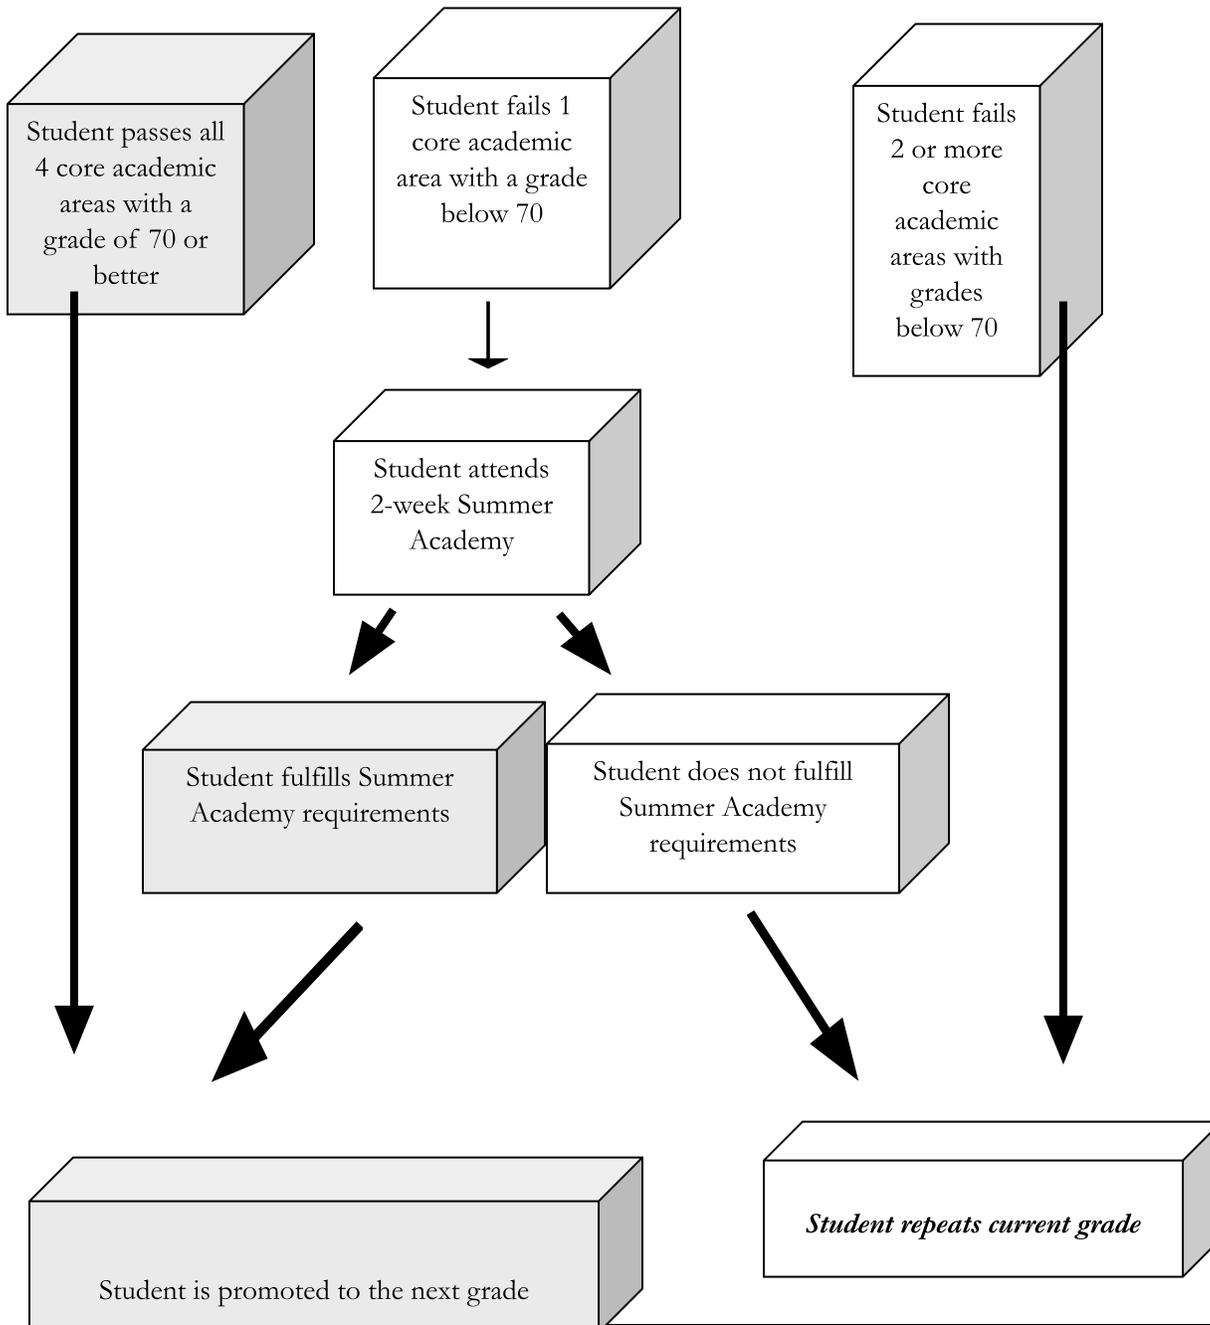 Student passes all
4 core academic
areas with a
grade of 70 or
better
Student fails 1
core academic
area with a grade
below 70
Student fails
2 or more
core
academic
areas with
grades
below 70
Student attends
2-week Summer
Academy
Student fulfills Summer
Academy requirements
Student does not fulfill
Summer Academy
requirements
Student repeats current grade
Student is promoted to the next grade